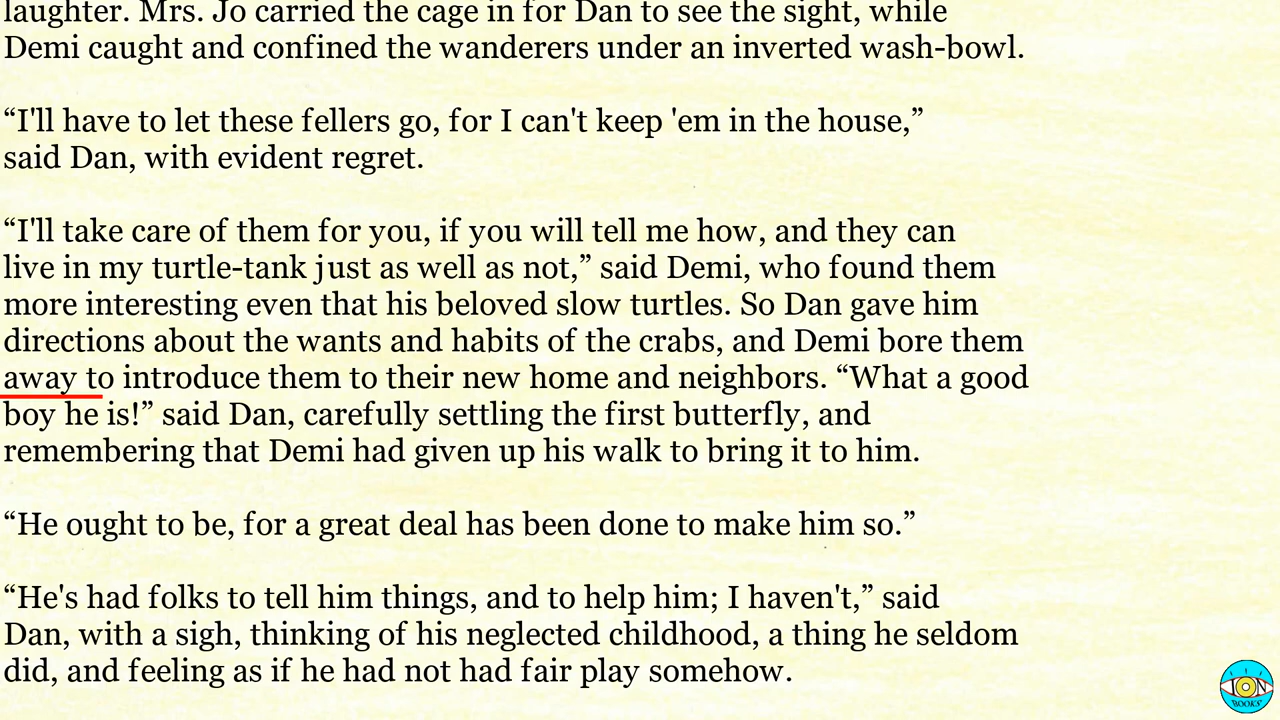 laughter. Mrs. Jo carried the cage in for Dan to see the sight, while
Demi caught and confined the wanderers under an inverted wash-bowl.
“I'll have to let these fellers go, for I can't keep 'em in the house,”
said Dan, with evident regret.
“I'll take care of them for you, if you will tell me how, and they can
live in my turtle-tank just as well as not,” said Demi, who found them
more interesting even that his beloved slow turtles. So Dan gave him
directions about the wants and habits of the crabs, and Demi bore them
away to introduce them to their new home and neighbors. “What a good
boy he is!” said Dan, carefully settling the first butterfly, and
remembering that Demi had given up his walk to bring it to him.
“He ought to be, for a great deal has been done to make him so.”
“He's had folks to tell him things, and to help him; I haven't,” said
Dan, with a sigh, thinking of his neglected childhood, a thing he seldom
did, and feeling as if he had not had fair play somehow.
ION
BOOKS